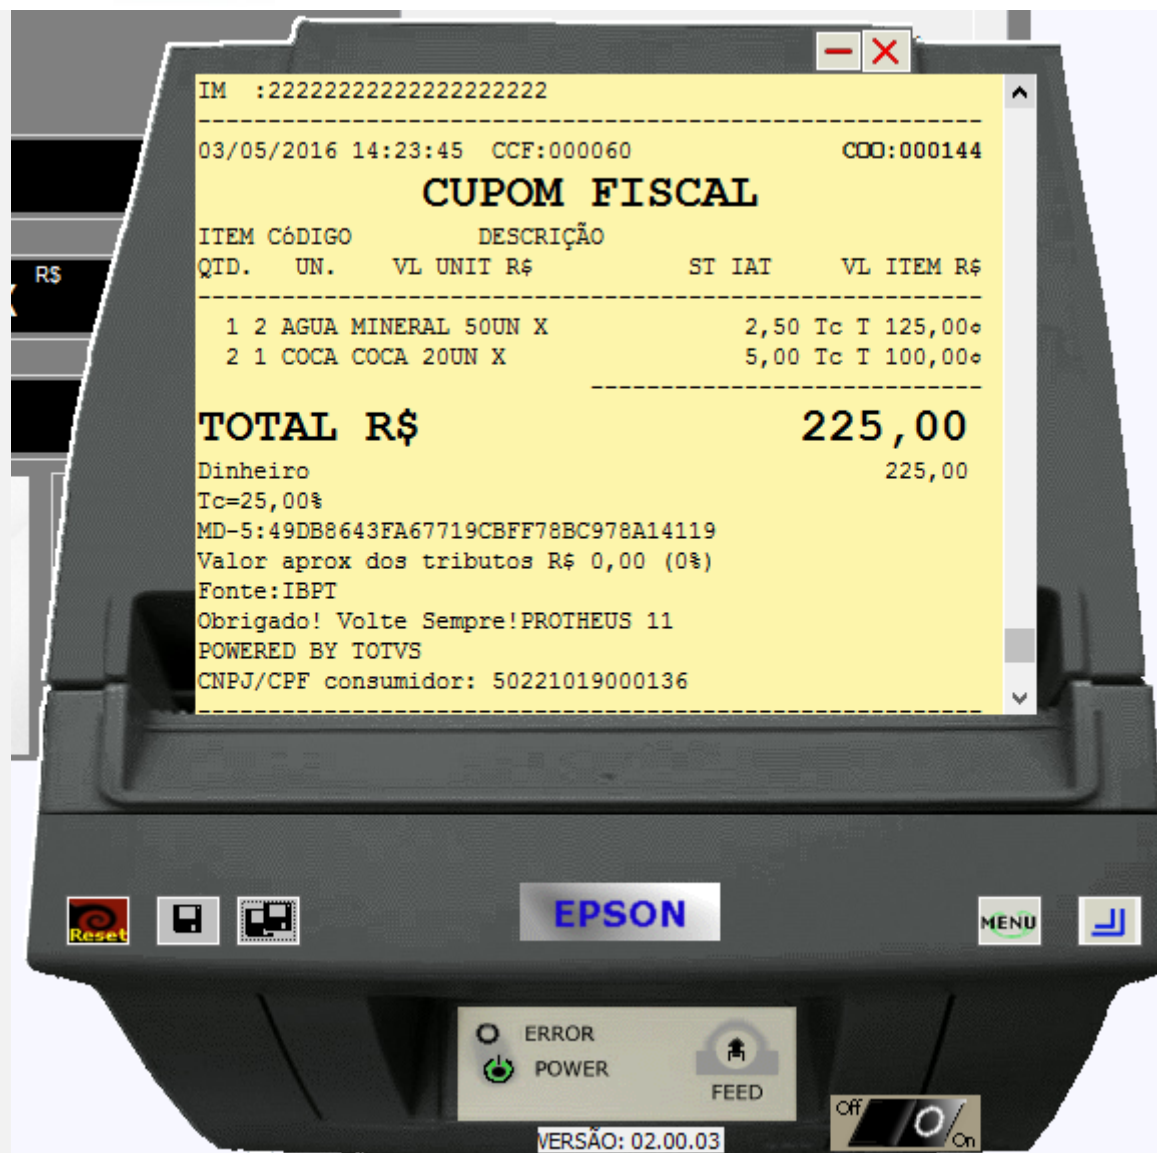 R$
IM  :22222222222222222222
--------------------------------------------------------
03/05/2016 14:23:45  CCF:000060               COO:000144
CUPOM FISCAL
ITEM CóDIGO         DESCRIÇÃO
QTD.   UN.    VL UNIT R$           ST IAT     VL ITEM R$
--------------------------------------------------------
1 2 AGUA MINERAL 50UN X              2,50 Tc T 125,00¢
2 1 COCA COCA 20UN X                 5,00 Tc T 100,00¢
----------------------------
TOTAL R$ 225,00
Dinheiro                                         225,00
Tc=25,00%
MD-5:49DB8643FA67719CBFF78BC978A14119
Valor aprox dos tributos R$ 0,00 (0%)
Fonte:IBPT
Obrigado! Volte Sempre!PROTHEUS 11
POWERED BY TOTVS
CNPJ/CPF consumidor: 50221019000136
--------------------------------------------------------
Reset
EPSON
MENU
ERROR
POWER
FEED
Off
On
VERSÃO: 02.00.03